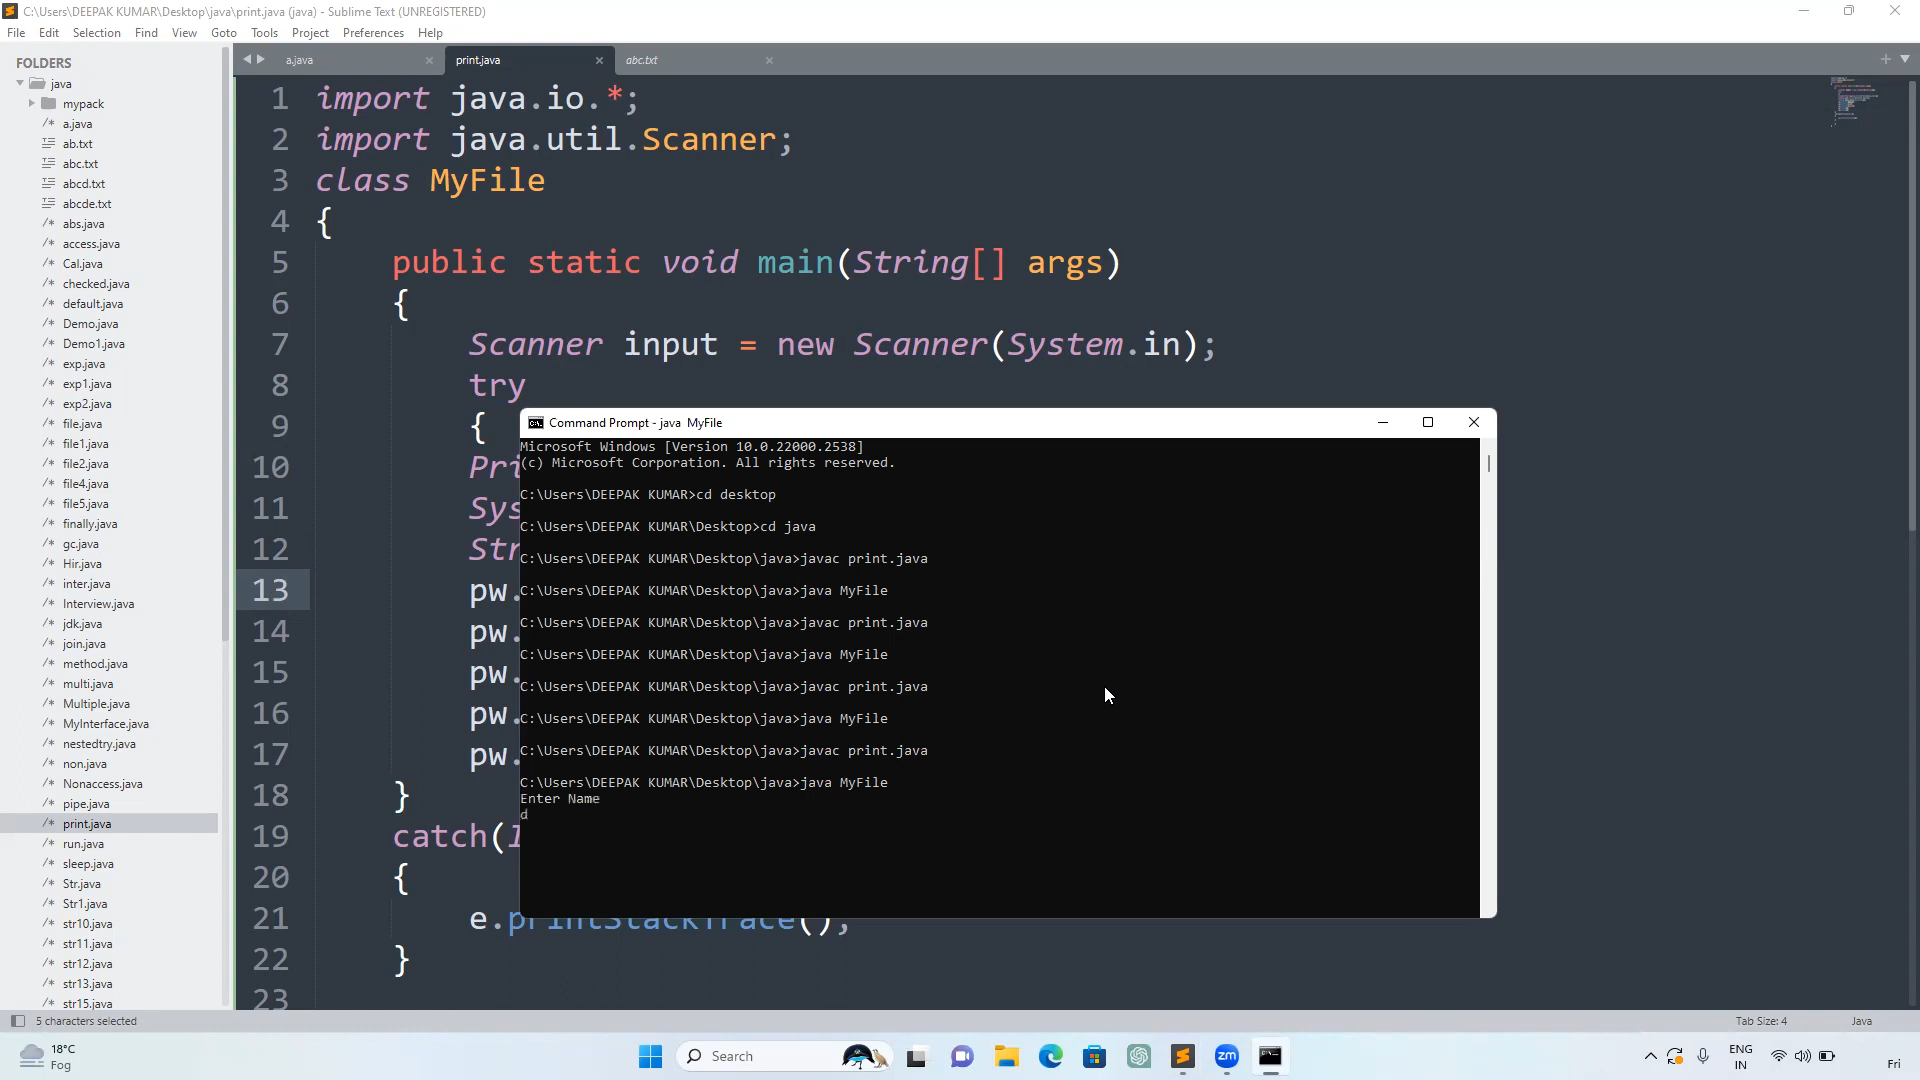 C:\Users\DEEPAK KUMAR\Desktop\java\print.java (java) - Sublime Text (UNREGISTERED)
File Edit Selection Find View Goto Tools Project Preferences Help
FOLDERS
java
mypack
a.java
ab.txt
abc.txt
abcd.txt
abcde.txt
abs.java
access.java
Cal.java
checked.java
default.java
Demo.java
Demo1.java
exp.java
exp1.java
exp2.java
file.java
file1.java
file2.java
file4.java
file5.java
finally.java
gc.java
Hir.java
inter.java
Interview.java
jdk.java
join.java
method.java
multi.java
Multiple.java
MyInterface.java
nestedtry.java
non.java
Nonaccess.java
pipe.java
print.java
run.java
sleep.java
Str.java
Str1.java
str10.java
str11.java
str12.java
str13.java
str15.java
a.java print.java abc.txt
1 import java.io.*;
2 import java.util.Scanner;
3 class MyFile
4 {
5 public static void main(String[] args)
6 {
7 Scanner input = new Scanner(System.in);
8 try
9 {
10 Pri
11 Sys
12 Str
13 pw.
14 pw.
15 pw.
16 pw.
17 pw.
18 }
19 catch(I
20 {
21 e.printStackTrace();
22 }
23
Command Prompt - java MyFile
Microsoft Windows [Version 10.0.22000.2538]
(c) Microsoft Corporation. All rights reserved.
C:\Users\DEEPAK KUMAR>cd desktop
C:\Users\DEEPAK KUMAR\Desktop>cd java
C:\Users\DEEPAK KUMAR\Desktop\java>javac print.java
C:\Users\DEEPAK KUMAR\Desktop\java>java MyFile
C:\Users\DEEPAK KUMAR\Desktop\java>javac print.java
C:\Users\DEEPAK KUMAR\Desktop\java>java MyFile
C:\Users\DEEPAK KUMAR\Desktop\java>javac print.java
C:\Users\DEEPAK KUMAR\Desktop\java>java MyFile
C:\Users\DEEPAK KUMAR\Desktop\java>javac print.java
C:\Users\DEEPAK KUMAR\Desktop\java>java MyFile
Enter Name
d
5 characters selected
Tab Size: 4 Java
18°C
Fog
Search
zm
ENG
IN
Fri